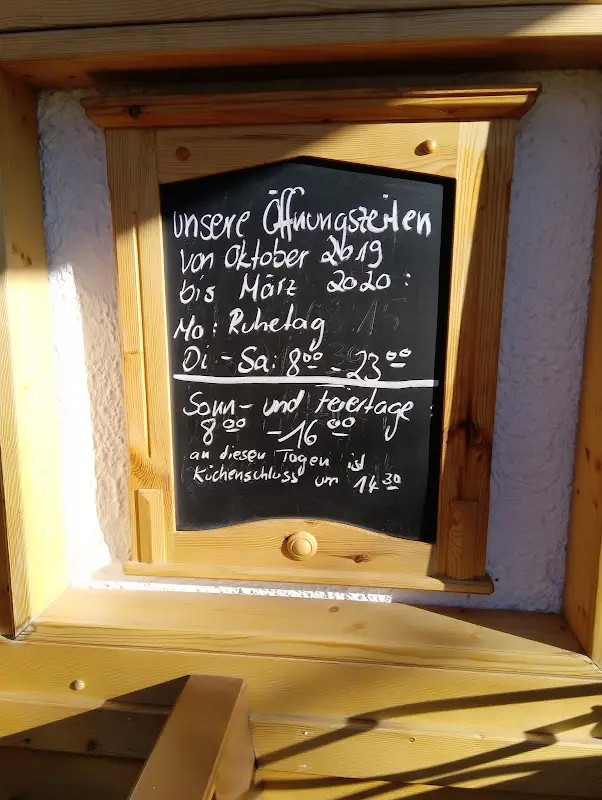 unsere Öffnungszeiten
von Oktober 2019
bis März 2020:
Mo: Ruhetag
Di - Sa: 8⁰⁰ - 23⁰⁰
Sonn- und Feiertage:
8⁰⁰ - 16⁰⁰
an diesen Tagen ist
Küchenschluss um 14³⁰